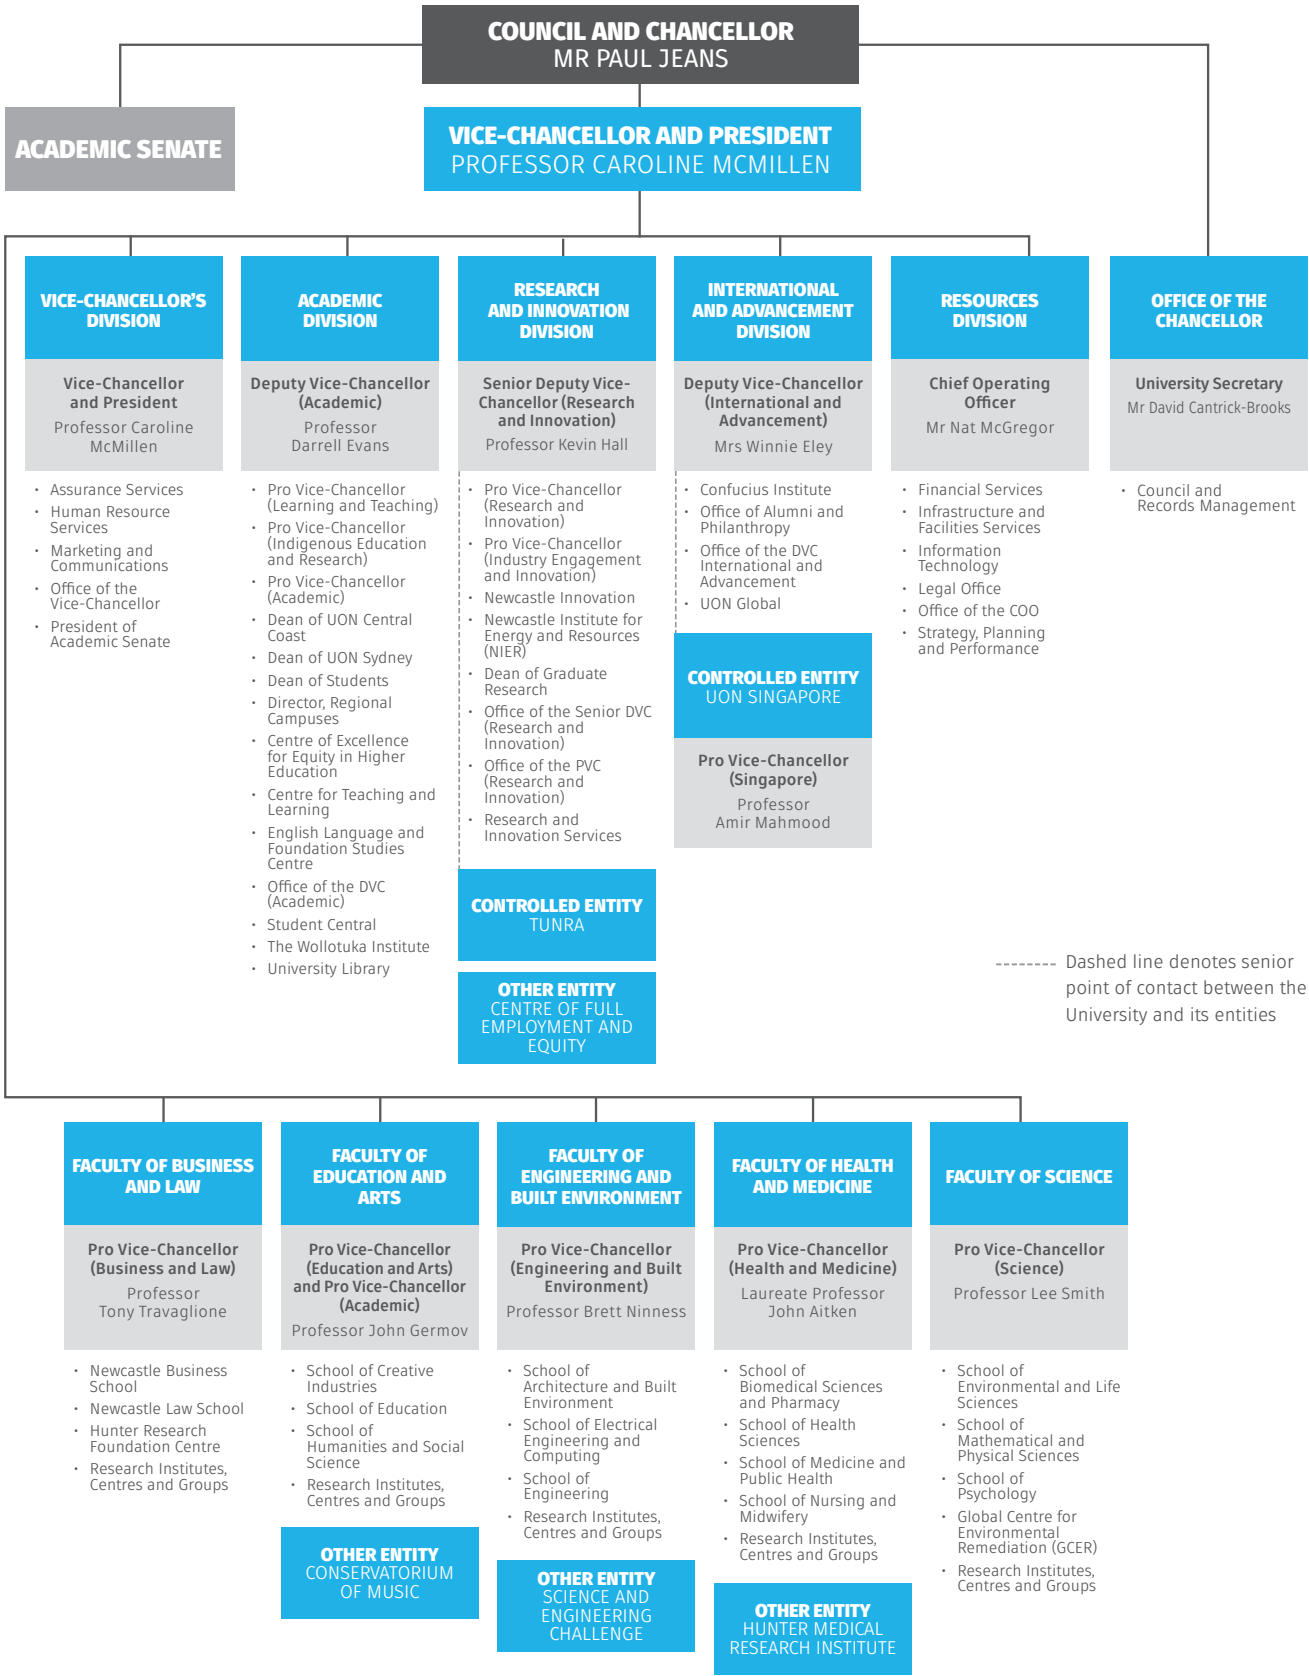 COUNCIL AND CHANCELLOR
MR PAUL JEANS
ACADEMIC SENATE
VICE-CHANCELLOR AND PRESIDENT
PROFESSOR CAROLINE MCMILLEN
VICE-CHANCELLOR’S
DIVISION
Vice-Chancellor
and President
Professor Caroline
McMillen
• Assurance Services
• Human Resource
Services
• Marketing and
Communications
• Office of the
Vice-Chancellor
• President of
Academic Senate
ACADEMIC
DIVISION
Deputy Vice-Chancellor
(Academic)
Professor
Darrell Evans
• Pro Vice-Chancellor
(Learning and Teaching)
• Pro Vice-Chancellor
(Indigenous Education
and Research)
• Pro Vice-Chancellor
(Academic)
• Dean of UON Central
Coast
• Dean of UON Sydney
• Dean of Students
• Director, Regional
Campuses
• Centre of Excellence
for Equity in Higher
Education
• Centre for Teaching and
Learning
• English Language and
Foundation Studies
Centre
• Office of the DVC
(Academic)
• Student Central
• The Wollotuka Institute
• University Library
RESEARCH
AND INNOVATION
DIVISION
Senior Deputy Vice-
Chancellor (Research
and Innovation)
Professor Kevin Hall
• Pro Vice-Chancellor
(Research and
Innovation)
• Pro Vice-Chancellor
(Industry Engagement
and Innovation)
• Newcastle Innovation
• Newcastle Institute for
Energy and Resources
(NIER)
• Dean of Graduate
Research
• Office of the Senior DVC
(Research and
Innovation)
• Office of the PVC
(Research and
Innovation)
• Research and
Innovation Services
CONTROLLED ENTITY
TUNRA
OTHER ENTITY
CENTRE OF FULL
EMPLOYMENT AND
EQUITY
INTERNATIONAL
AND ADVANCEMENT
DIVISION
Deputy Vice-Chancellor
(International and
Advancement)
Mrs Winnie Eley
• Confucius Institute
• Office of Alumni and
Philanthropy
• Office of the DVC
International and
Advancement
• UON Global
CONTROLLED ENTITY
UON SINGAPORE
Pro Vice-Chancellor
(Singapore)
Professor
Amir Mahmood
RESOURCES
DIVISION
Chief Operating
Officer
Mr Nat McGregor
• Financial Services
• Infrastructure and
Facilities Services
• Information
Technology
• Legal Office
• Office of the COO
• Strategy, Planning
and Performance
OFFICE OF THE
CHANCELLOR
University Secretary
Mr David Cantrick-Brooks
• Council and
Records Management
Dashed line denotes senior
point of contact between the
University and its entities
FACULTY OF BUSINESS
AND LAW
Pro Vice-Chancellor
(Business and Law)
Professor
Tony Travaglione
• Newcastle Business
School
• Newcastle Law School
• Hunter Research
Foundation Centre
• Research Institutes,
Centres and Groups
FACULTY OF
EDUCATION AND
ARTS
Pro Vice-Chancellor
(Education and Arts)
and Pro Vice-Chancellor
(Academic)
Professor John Germov
• School of Creative
Industries
• School of Education
• School of
Humanities and Social
Science
• Research Institutes,
Centres and Groups
OTHER ENTITY
CONSERVATORIUM
OF MUSIC
FACULTY OF
ENGINEERING AND
BUILT ENVIRONMENT
Pro Vice-Chancellor
(Engineering and Built
Environment)
Professor Brett Ninness
• School of
Architecture and Built
Environment
• School of Electrical
Engineering and
Computing
• School of
Engineering
• Research Institutes,
Centres and Groups
OTHER ENTITY
SCIENCE AND
ENGINEERING
CHALLENGE
FACULTY OF HEALTH
AND MEDICINE
Pro Vice-Chancellor
(Health and Medicine)
Laureate Professor
John Aitken
• School of
Biomedical Sciences
and Pharmacy
• School of Health
Sciences
• School of Medicine and
Public Health
• School of Nursing and
Midwifery
• Research Institutes,
Centres and Groups
OTHER ENTITY
HUNTER MEDICAL
RESEARCH INSTITUTE
FACULTY OF SCIENCE
Pro Vice-Chancellor
(Science)
Professor Lee Smith
• School of
Environmental and Life
Sciences
• School of
Mathematical and
Physical Sciences
• School of
Psychology
• Global Centre for
Environmental
Remediation (GCER)
• Research Institutes,
Centres and Groups